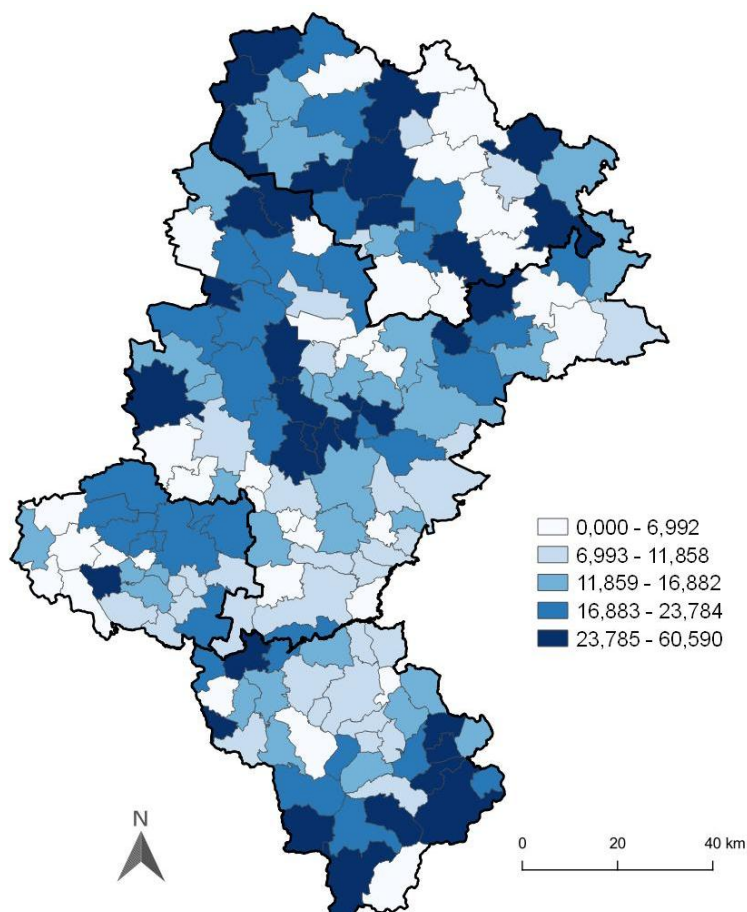 0,000 - 6,992
6,993 - 11,858
11,859 - 16,882
16,883 - 23,784
23,785 - 60,590
N
0 20 40 km